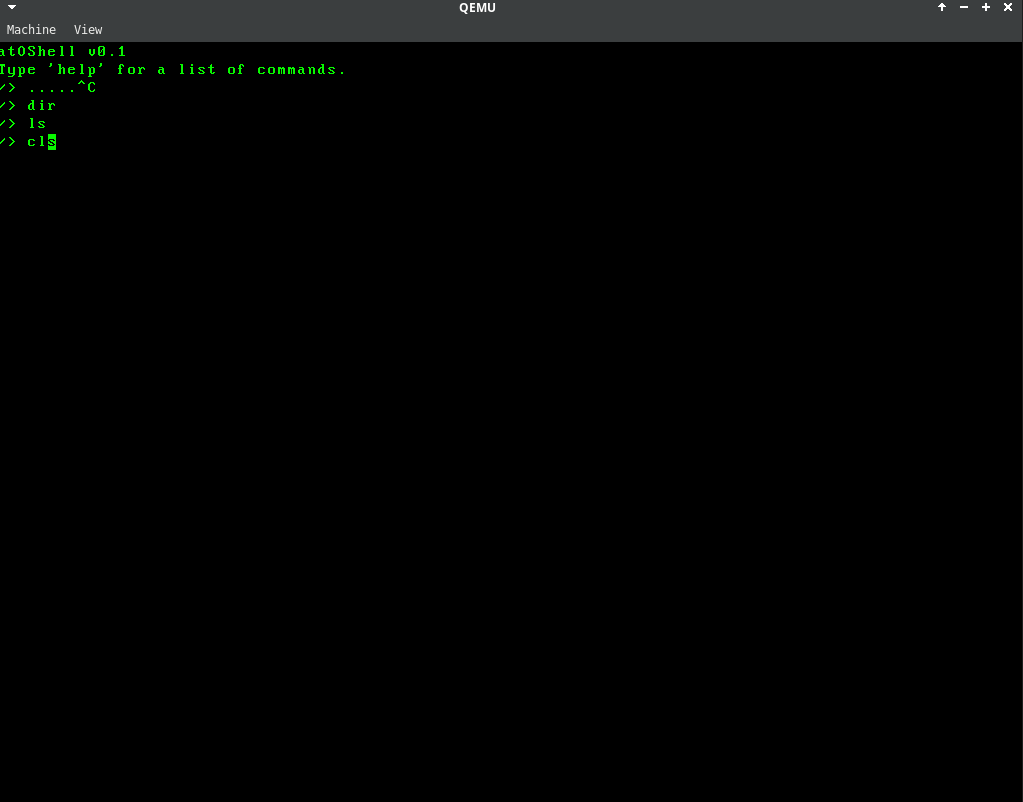 QEMU
Machine View
atOShell v0.1
Type 'help' for a list of commands.
/> .....^C
/> dir
/> ls
/> cls